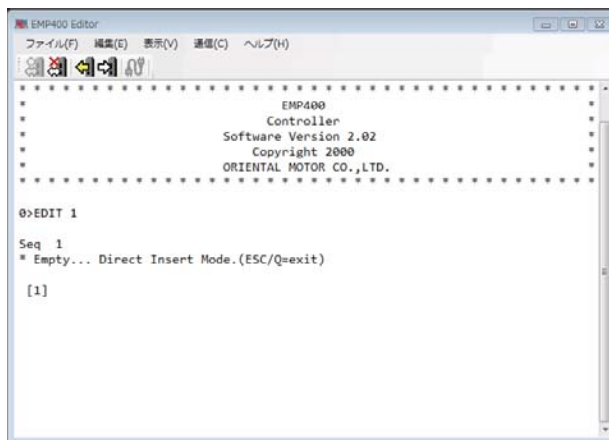 EMP400 Editor
ファイル(F) 編集(E) 表示(V) 通信(C) ヘルプ(H)
* * * * * * * * * * * * * * * * * * * * * * * * * * * * * * * * * * * * * * * *
* EMP400 *
* Controller *
* Software Version 2.02 *
* Copyright 2000 *
* ORIENTAL MOTOR CO.,LTD. *
* * * * * * * * * * * * * * * * * * * * * * * * * * * * * * * * * * * * * * * *
0>EDIT 1
Seq 1
* Empty... Direct Insert Mode.(ESC/Q=exit)
[1]